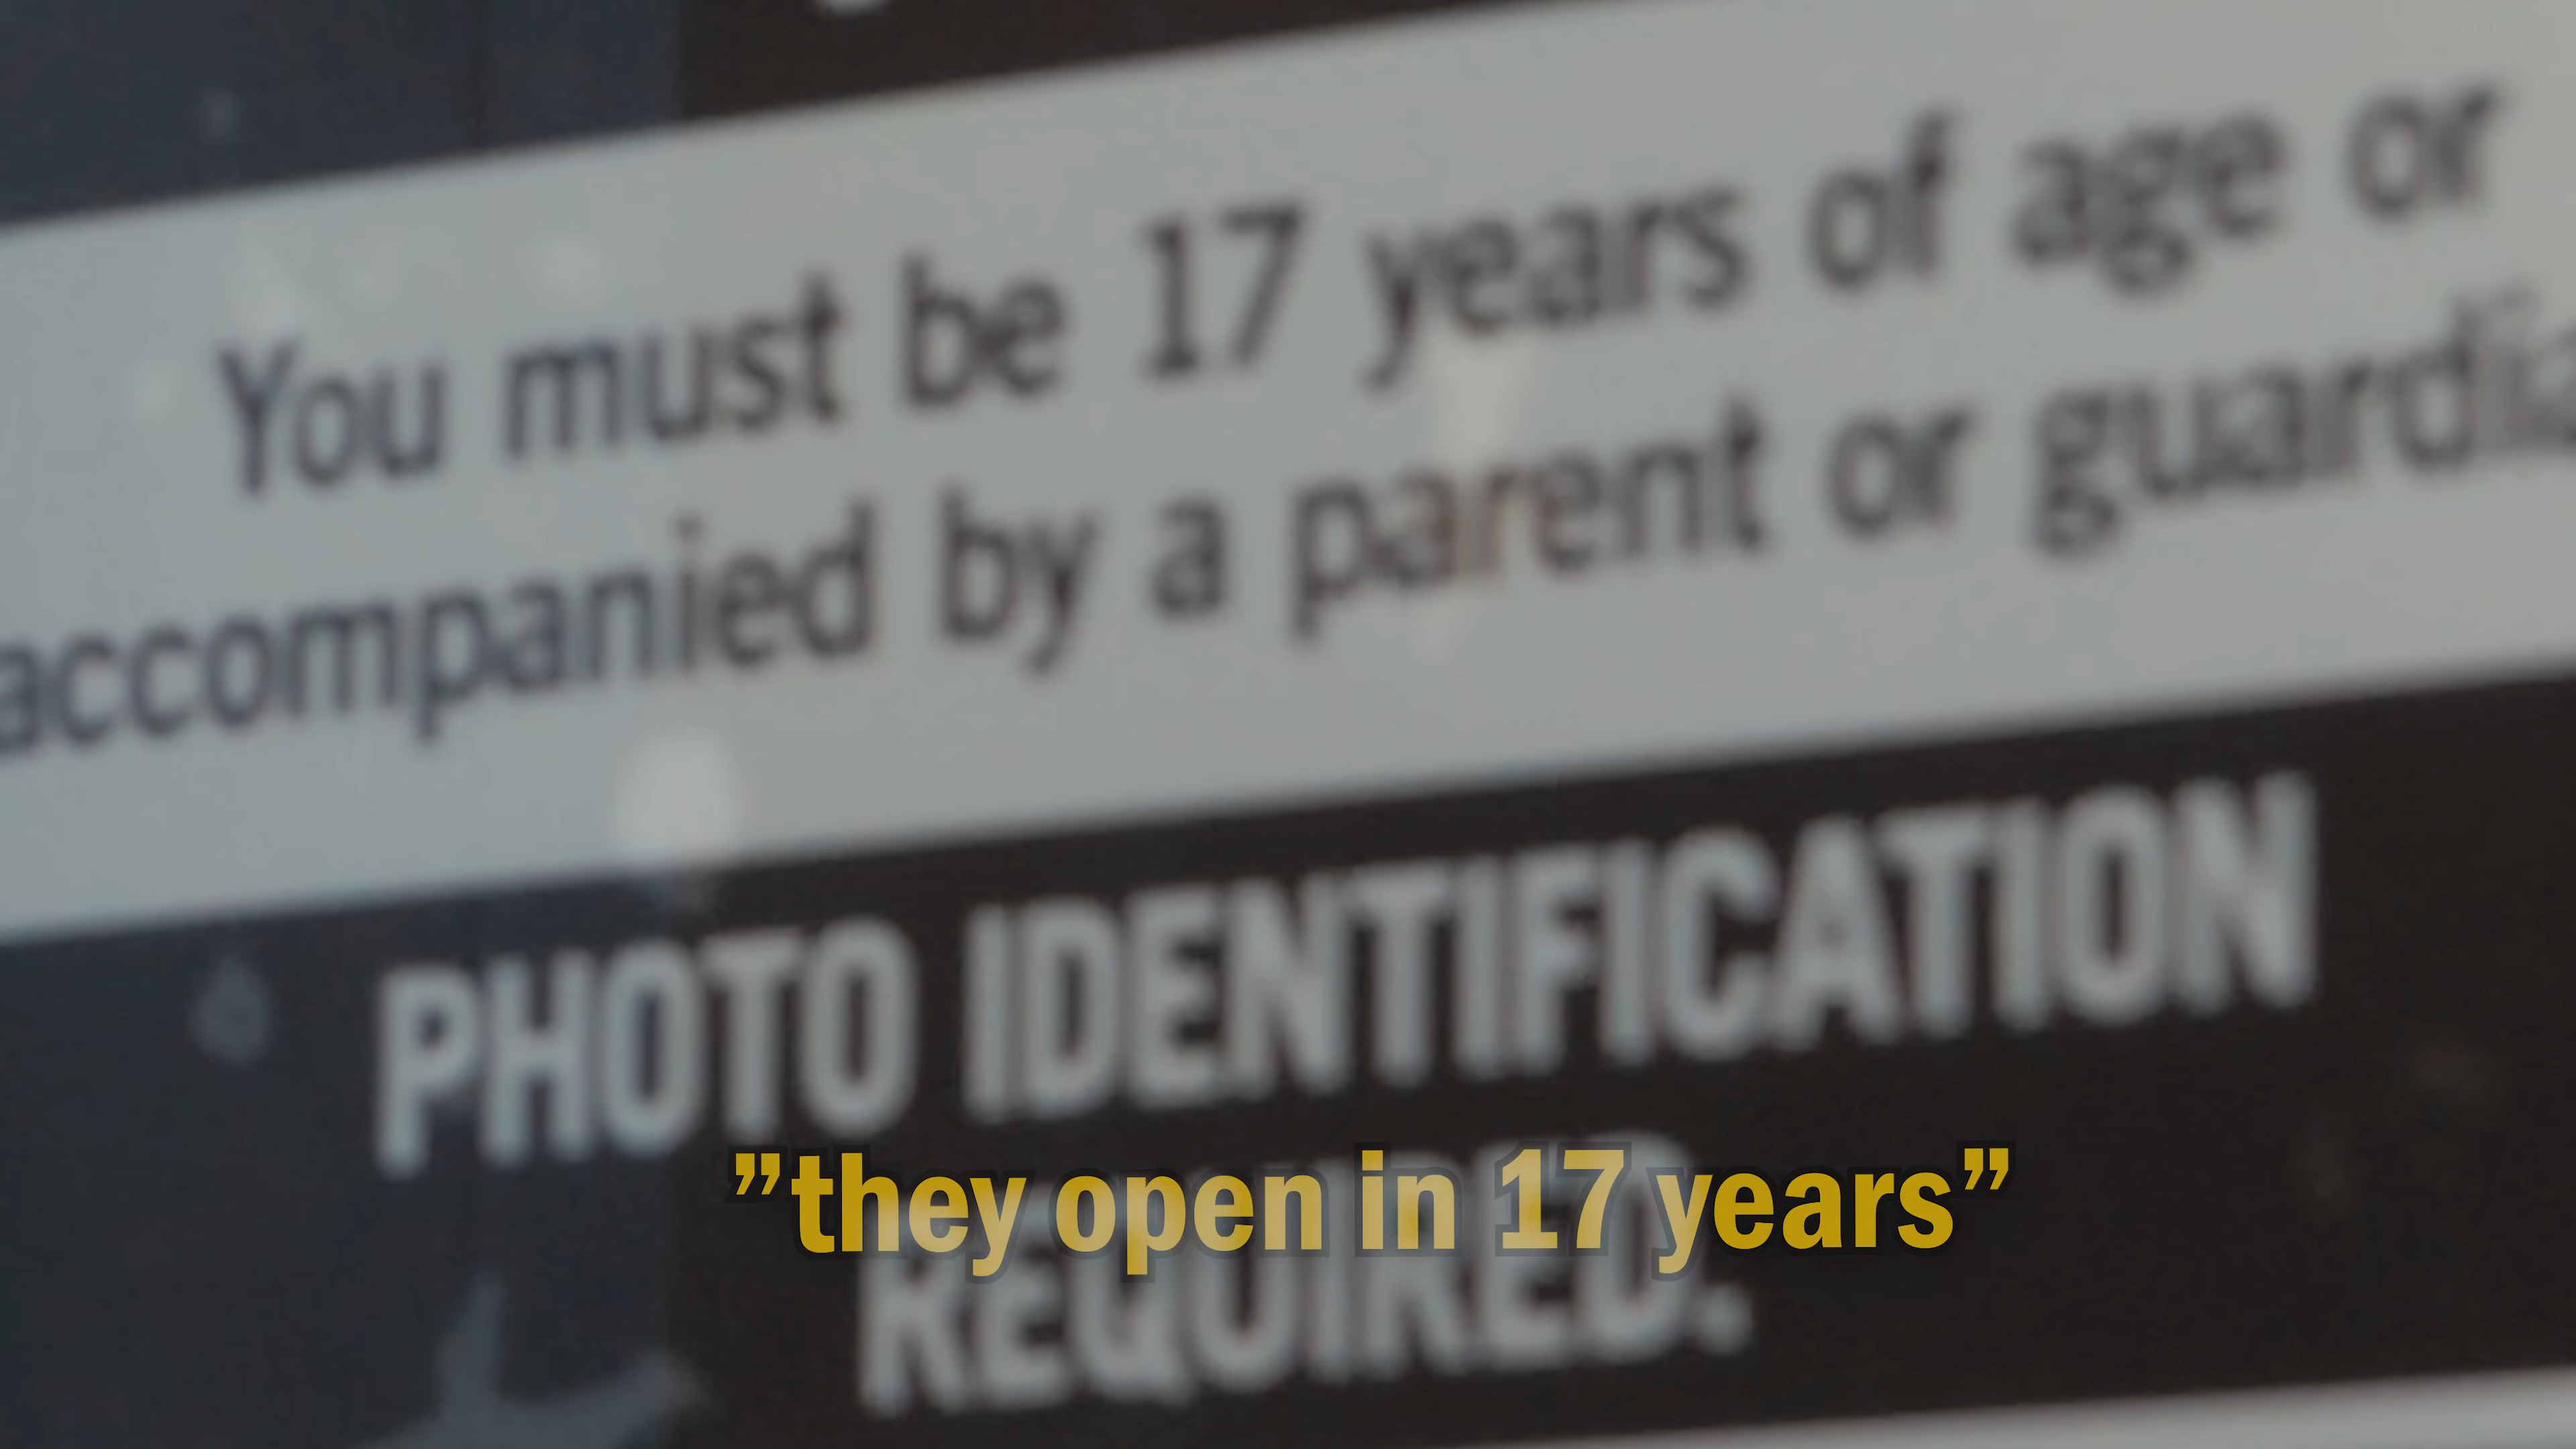 You must be 17 years of age or
accompanied by a parent or guardia
PHOTO IDENTIFICATION
REQUIRED.
”they open in 17 years”